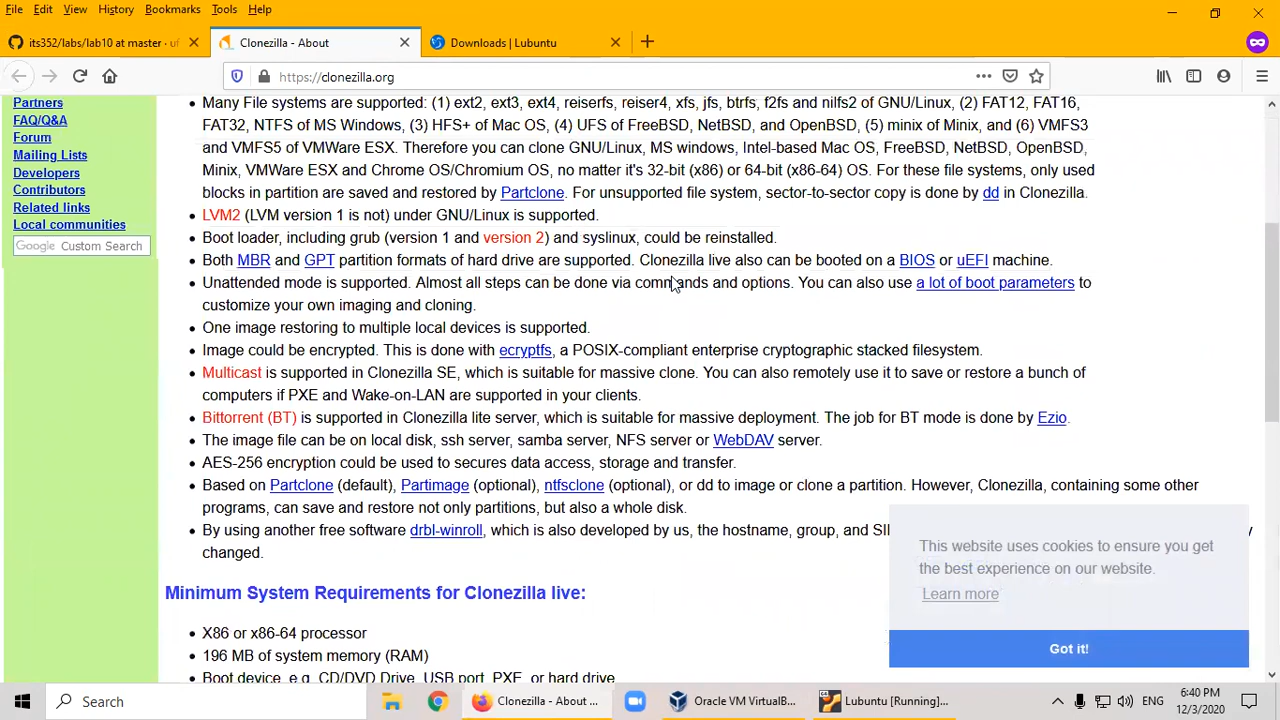 File Edit View History Bookmarks Tools Help
its352/labs/lab10 at master · uf
Clonezilla - About
Downloads | Lubuntu
https://clonezilla.org
Partners
FAQ/Q&A
Forum
Mailing Lists
Developers
Contributors
Related links
Local communities
Google Custom Search
Many File systems are supported: (1) ext2, ext3, ext4, reiserfs, reiser4, xfs, jfs, btrfs, f2fs and nilfs2 of GNU/Linux, (2) FAT12, FAT16,
FAT32, NTFS of MS Windows, (3) HFS+ of Mac OS, (4) UFS of FreeBSD, NetBSD, and OpenBSD, (5) minix of Minix, and (6) VMFS3
and VMFS5 of VMWare ESX. Therefore you can clone GNU/Linux, MS windows, Intel-based Mac OS, FreeBSD, NetBSD, OpenBSD,
Minix, VMWare ESX and Chrome OS/Chromium OS, no matter it's 32-bit (x86) or 64-bit (x86-64) OS. For these file systems, only used
blocks in partition are saved and restored by Partclone. For unsupported file system, sector-to-sector copy is done by dd in Clonezilla.
LVM2 (LVM version 1 is not) under GNU/Linux is supported.
Boot loader, including grub (version 1 and version 2) and syslinux, could be reinstalled.
Both MBR and GPT partition formats of hard drive are supported. Clonezilla live also can be booted on a BIOS or uEFI machine.
Unattended mode is supported. Almost all steps can be done via commands and options. You can also use a lot of boot parameters to
customize your own imaging and cloning.
One image restoring to multiple local devices is supported.
Image could be encrypted. This is done with ecryptfs, a POSIX-compliant enterprise cryptographic stacked filesystem.
Multicast is supported in Clonezilla SE, which is suitable for massive clone. You can also remotely use it to save or restore a bunch of
computers if PXE and Wake-on-LAN are supported in your clients.
Bittorrent (BT) is supported in Clonezilla lite server, which is suitable for massive deployment. The job for BT mode is done by Ezio.
The image file can be on local disk, ssh server, samba server, NFS server or WebDAV server.
AES-256 encryption could be used to secures data access, storage and transfer.
Based on Partclone (default), Partimage (optional), ntfsclone (optional), or dd to image or clone a partition. However, Clonezilla, containing some other
programs, can save and restore not only partitions, but also a whole disk.
By using another free software drbl-winroll, which is also developed by us, the hostname, group, and
changed.
Minimum System Requirements for Clonezilla live:
X86 or x86-64 processor
196 MB of system memory (RAM)
Boot device, e.g. CD/DVD Drive, USB port, PXE, or hard drive
This website uses cookies to ensure you get
the best experience on our website.
Learn more
Got it!
Search
Clonezilla - About ...
Oracle VM VirtualB...
Lubuntu [Running]...
ENG
6:40 PM
12/3/2020